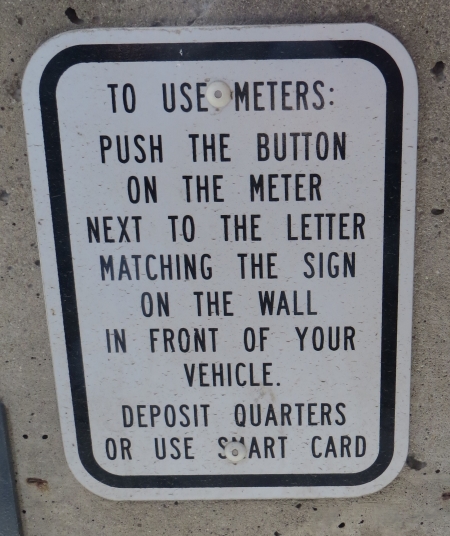 TO USE METERS:
PUSH THE BUTTON
ON THE METER
NEXT TO THE LETTER
MATCHING THE SIGN
ON THE WALL
IN FRONT OF YOUR
VEHICLE.
DEPOSIT QUARTERS
OR USE SMART CARD